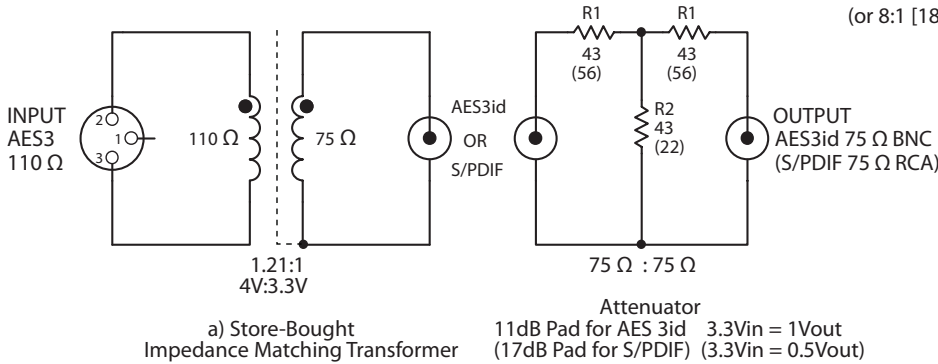 R1
R1
(or 8:1 [18
43
(56)
43
(56)
INPUT
AES3
110 Ω
2
1
3
110 Ω
75 Ω
AES3id
OR
S/PDIF
R2
43
(22)
OUTPUT
AES3id 75 Ω BNC
(S/PDIF 75 Ω RCA)
1.21:1
4V:3.3V
75 Ω : 75 Ω
a) Store-Bought
Impedance Matching Transformer
Attenuator
11dB Pad for AES 3id 3.3Vin = 1Vout
(17dB Pad for S/PDIF) (3.3Vin = 0.5Vout)